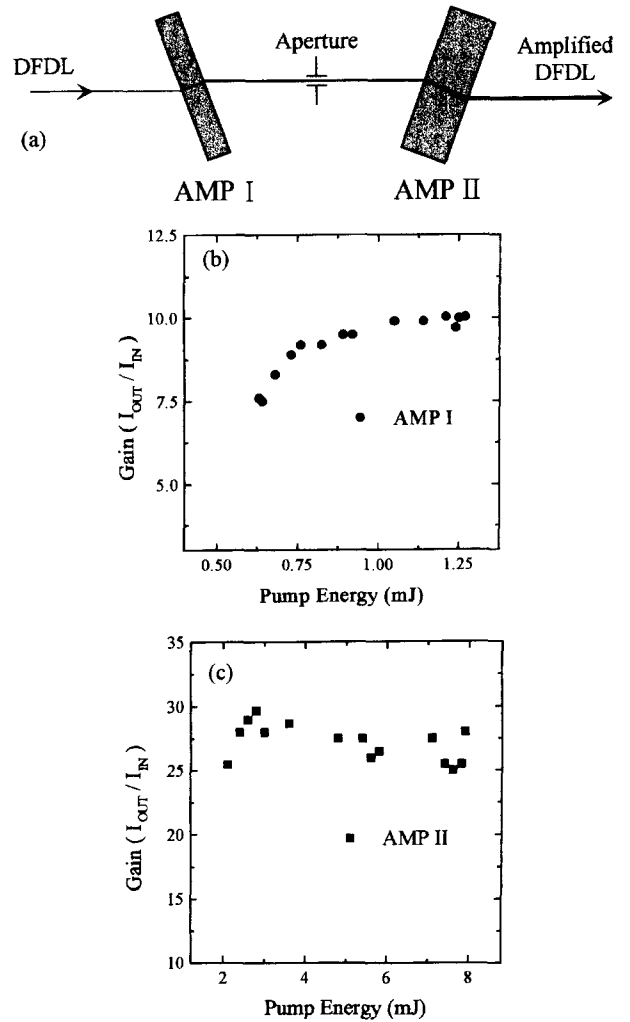 Aperture
Amplified
DFDL
DFDL
(a)
AMP I
AMP II
(b)
12.5
10.0
7.5
5.0
Gain ( I_OUT / I_IN )
AMP I
0.50 0.75 1.00 1.25
Pump Energy (mJ)
(c)
35
30
25
20
15
10
Gain ( I_OUT / I_IN )
AMP II
2 4 6 8
Pump Energy (mJ)